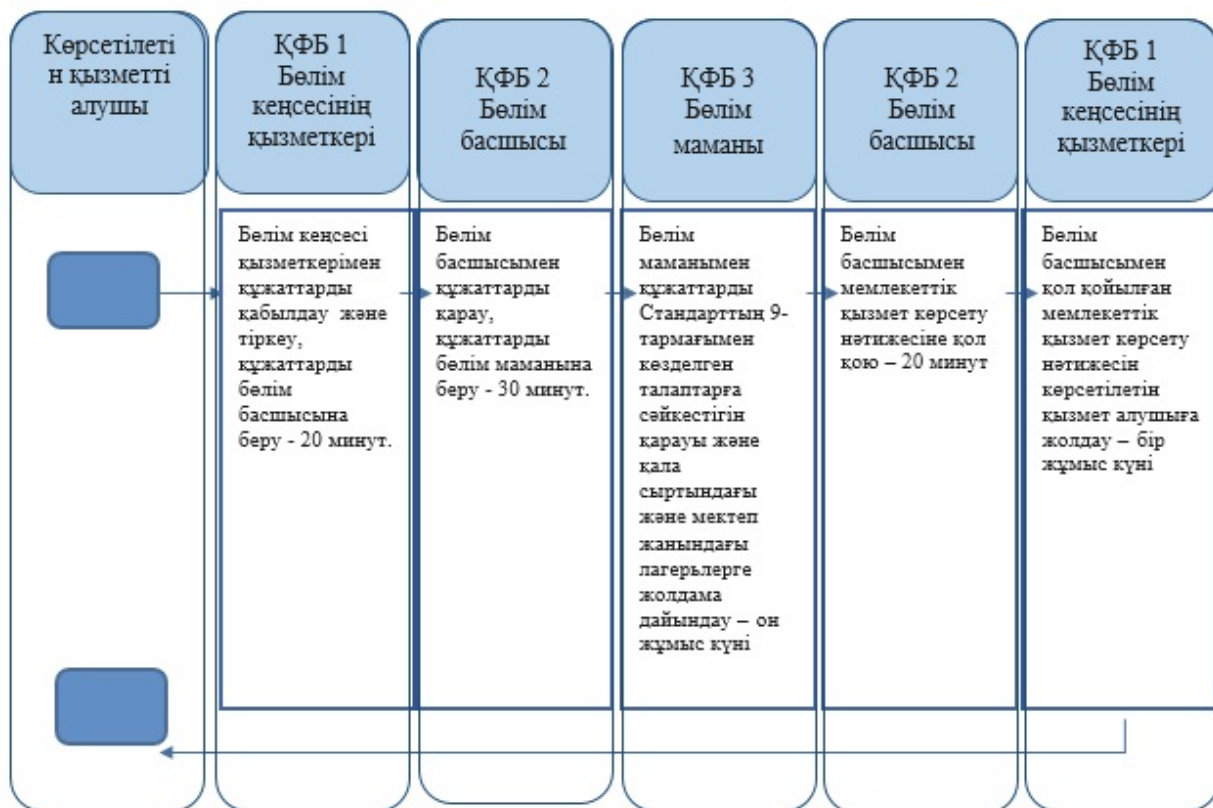 Көрсетілеті
н қызметті
алушы
ҚФБ 1
Бөлім
кеңсесінің
қызметкері
ҚФБ 2
Бөлім
басшысы
ҚФБ 3
Бөлім
маманы
ҚФБ 2
Бөлім
басшысы
ҚФБ 1
Бөлім
кеңсесінің
қызметкері
Бөлім кеңсесі
қызметкерімен
құжаттарды
қабылдау және
тіркеу,
құжаттарды
бөлім
басшысына
беру - 20 минут.
Бөлім
басшысымен
құжаттарды
қарау,
құжаттарды
бөлім маманына
беру - 30 минут.
Бөлім
маманымен
құжаттарды
Стандарттың 9-
тармағымен
көзделген
талаптарға
сәйкестігін
қарауы және
қала
сыртындағы
және мектеп
жанындағы
лагерьлерге
жолдама
дайындау – он
жұмыс күні
Бөлім
басшысымен
мемлекеттік
қызмет көрсету
нәтижесіне қол
қою – 20 минут
Бөлім
басшысымен
қол қойылған
мемлекеттік
қызмет көрсету
нәтижесін
көрсетілетін
қызмет алушыға
жолдау – бір
жұмыс күні